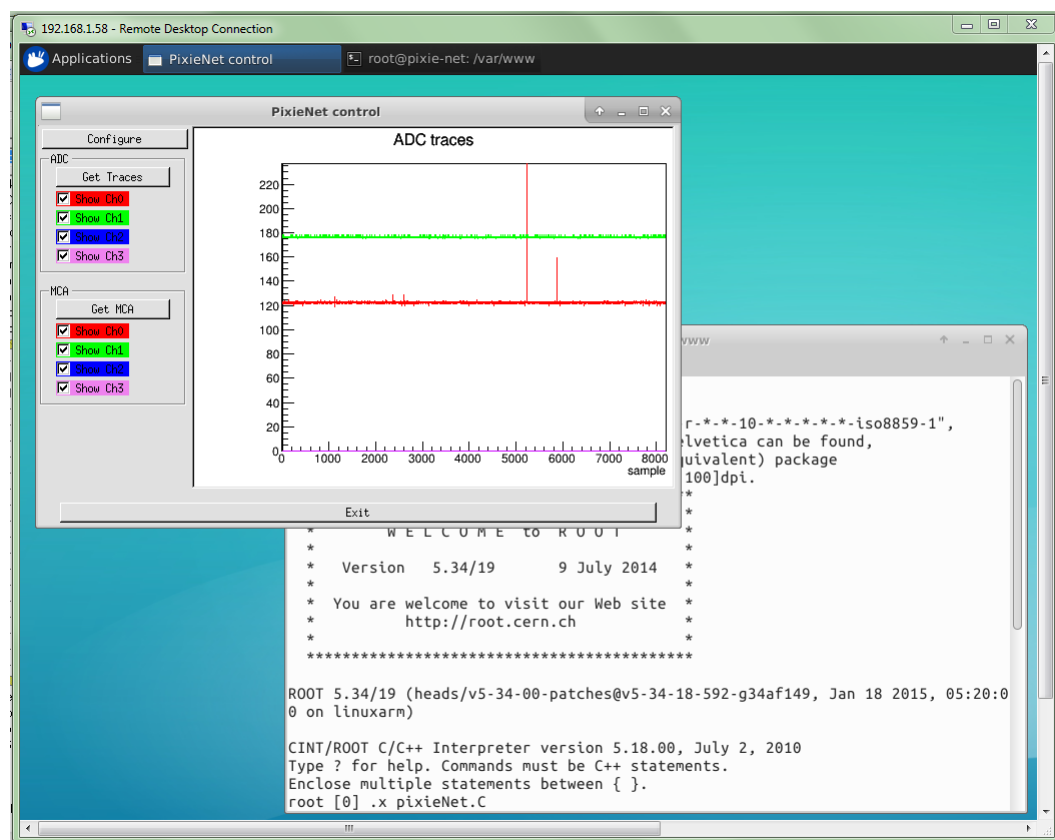 192.168.1.58 - Remote Desktop Connection
Applications
PixieNet control
root@pixie-net: /var/www
PixieNet control
Configure
ADC
Get Traces
Show Ch0
Show Ch1
Show Ch2
Show Ch3
MCA
Get MCA
Show Ch0
Show Ch1
Show Ch2
Show Ch3
ADC traces
220
200
180
160
140
120
100
80
60
40
20
0
0 1000 2000 3000 4000 5000 6000 7000 8000
sample
Exit
www
r-*-*-10-*-*-*-*-*-iso8859-1",
elvetica can be found,
uivalent) package
100]dpi.
**
*
* W E L C O M E to R O O T *
* *
* Version 5.34/19 9 July 2014 *
* *
* You are welcome to visit our Web site *
* http://root.cern.ch *
* *
*******************************************
ROOT 5.34/19 (heads/v5-34-00-patches@v5-34-18-592-g34af149, Jan 18 2015, 05:20:0
0 on linuxarm)
CINT/ROOT C/C++ Interpreter version 5.18.00, July 2, 2010
Type ? for help. Commands must be C++ statements.
Enclose multiple statements between { }.
root [0] .x pixieNet.C